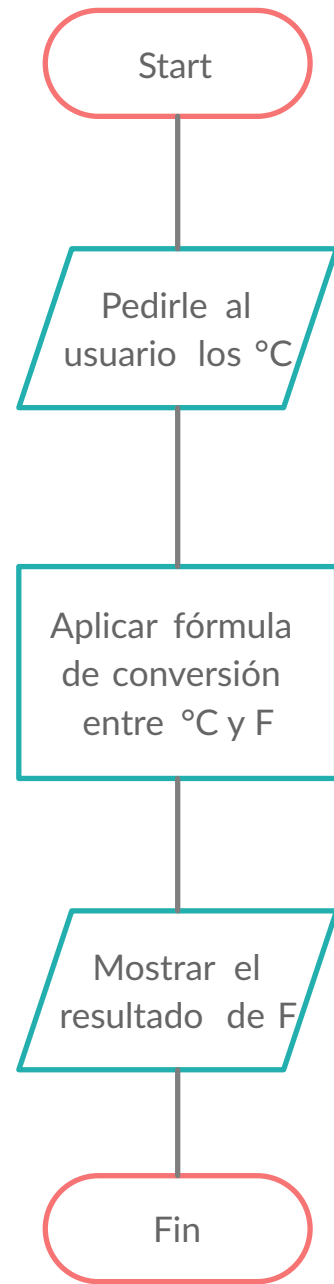 Start
Pedirle al
usuario los °C
Aplicar fórmula
de conversión
entre °C y F
Mostrar el
resultado de F
Fin